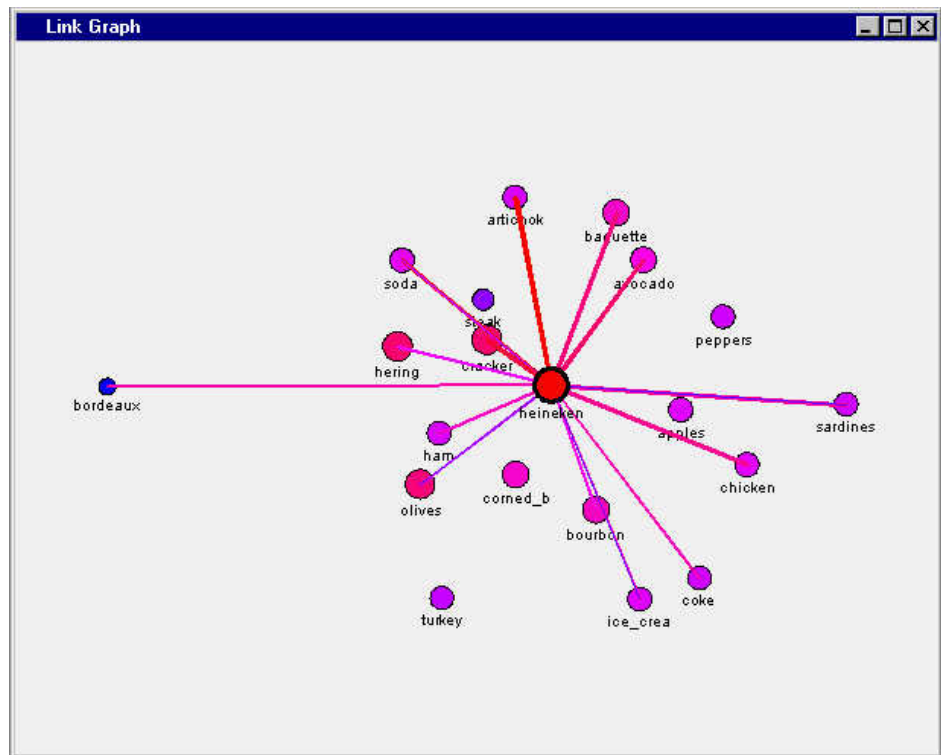 Link Graph
artichok
baguette
soda
avocado
steak
peppers
hering
cracker
bordeaux
heineken
apples
sardines
ham
chicken
olives
corned_b
bourbon
coke
turkey
ice_crea